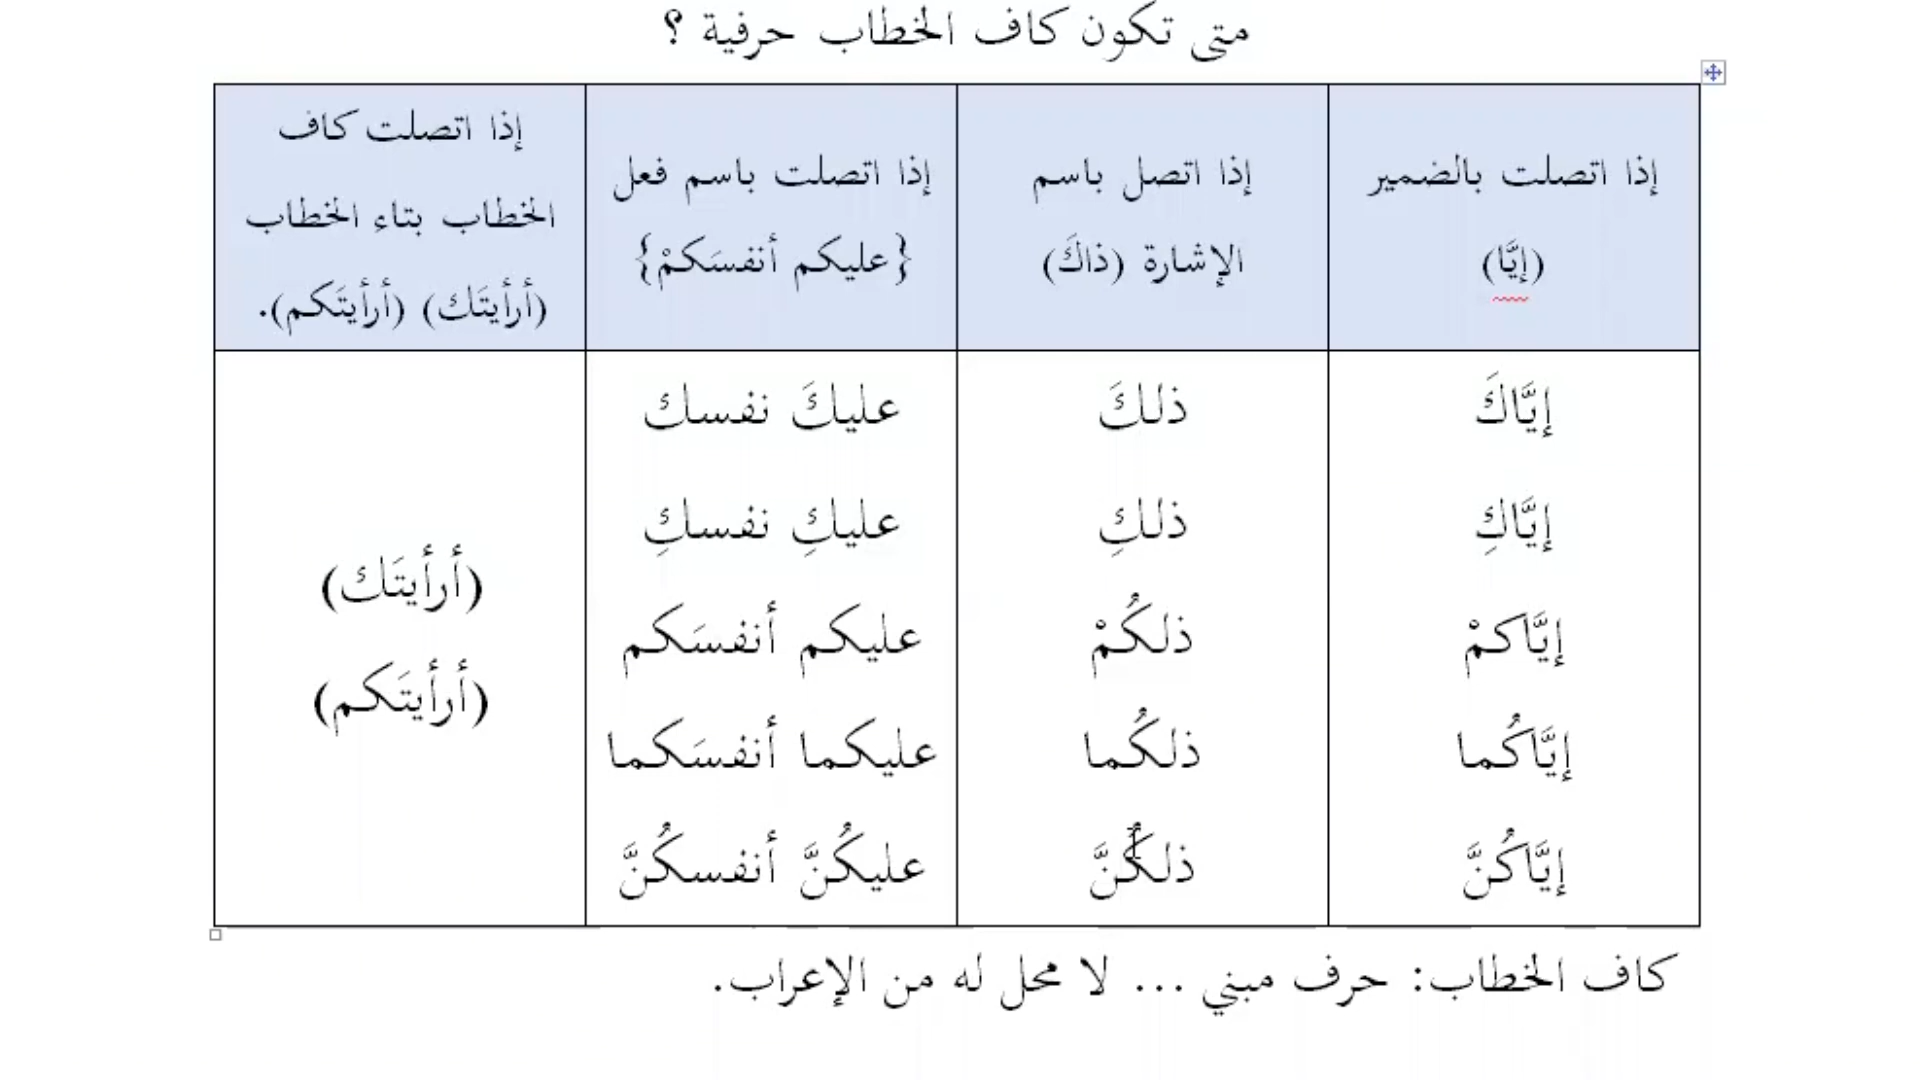 متى تكون كاف الخطاب حرفية ؟
إذا اتصلت بالضمير
(إيَّا)
إذا اتصل باسم
الإشارة (ذاكَ)
إذا اتصلت باسم فعل
{عليكم أنفسَكمْ}
إذا اتصلت كاف
الخطاب بتاء الخطاب
(أرأيتَك) (أرأيتَكم).
إيَّاكَ
إيَّاكِ
إيَّاكمْ
إيَّاكُما
إيَّاكُنَّ
ذلكَ
ذلكِ
ذلكُمْ
ذلكُما
ذلكُنَّ
عليكَ نفسك
عليكِ نفسكِ
عليكم أنفسَكم
عليكما أنفسَكما
عليكُنَّ أنفسكُنَّ
(أرأيتَك)
(أرأيتَكم)
كاف الخطاب: حرف مبني ... لا محل له من الإعراب.